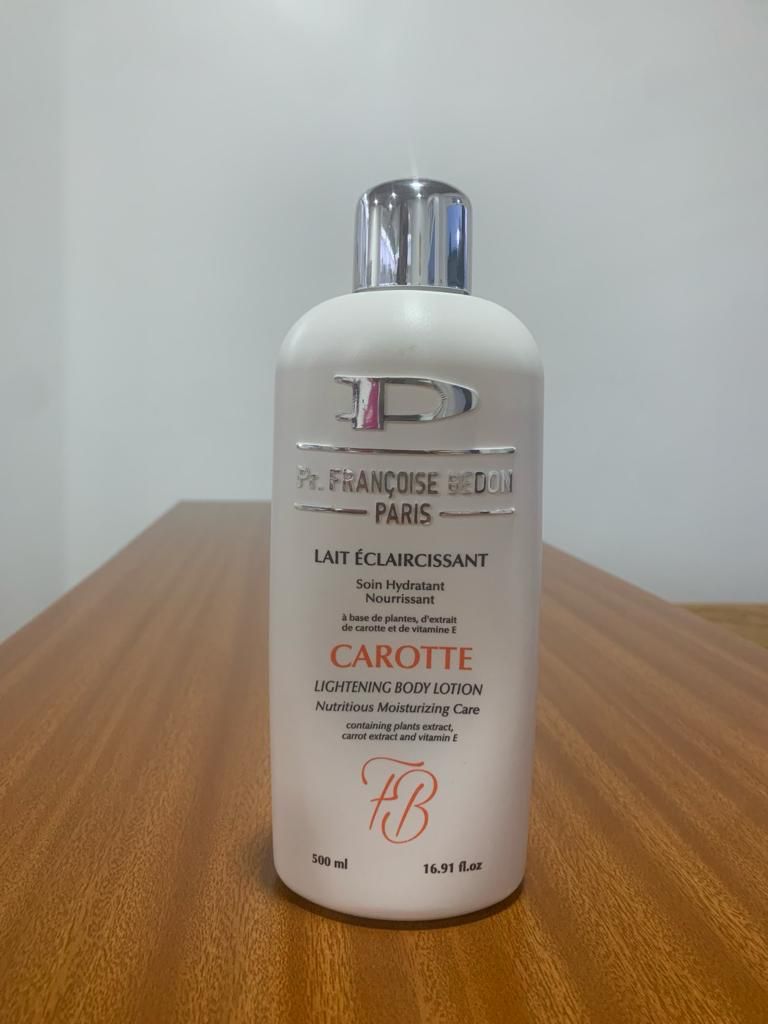 Pr. FRANÇOISE BEDON
PARIS
LAIT ÉCLAIRCISSANT
Soin Hydratant
Nourrissant
à base de plantes, d'extrait
de carotte et de vitamine E
CAROTTE
LIGHTENING BODY LOTION
Nutritious Moisturizing Care
containing plants extract,
carrot extract and vitamin E
FB
500 ml 16.91 fl.oz